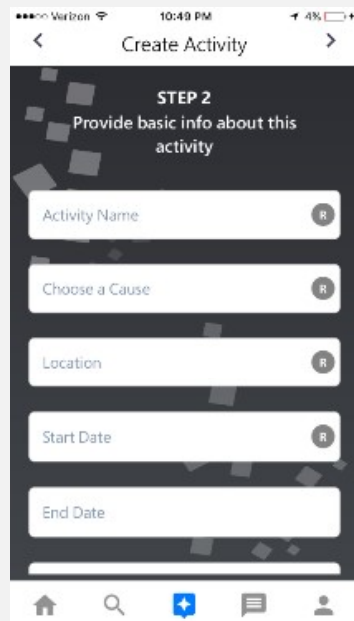 Verizon 10:49 PM 4%
Create Activity
STEP 2
Provide basic info about this
activity
Activity Name R
Choose a Cause R
Location R
Start Date R
End Date